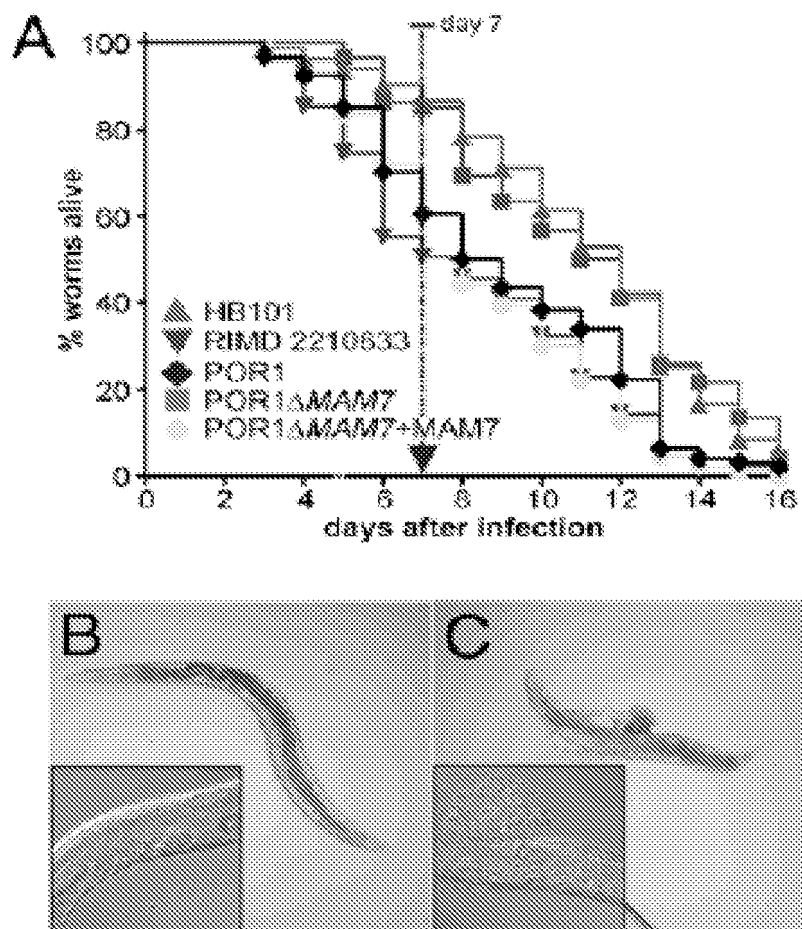 A
day 7
100
80
60
40
20
0
% worms alive
HB101
RIMD 2210633
POR1
POR1ΔMAM7
POR1ΔMAM7+MAM7
0 2 4 6 8 10 12 14 16
days after infection
B C